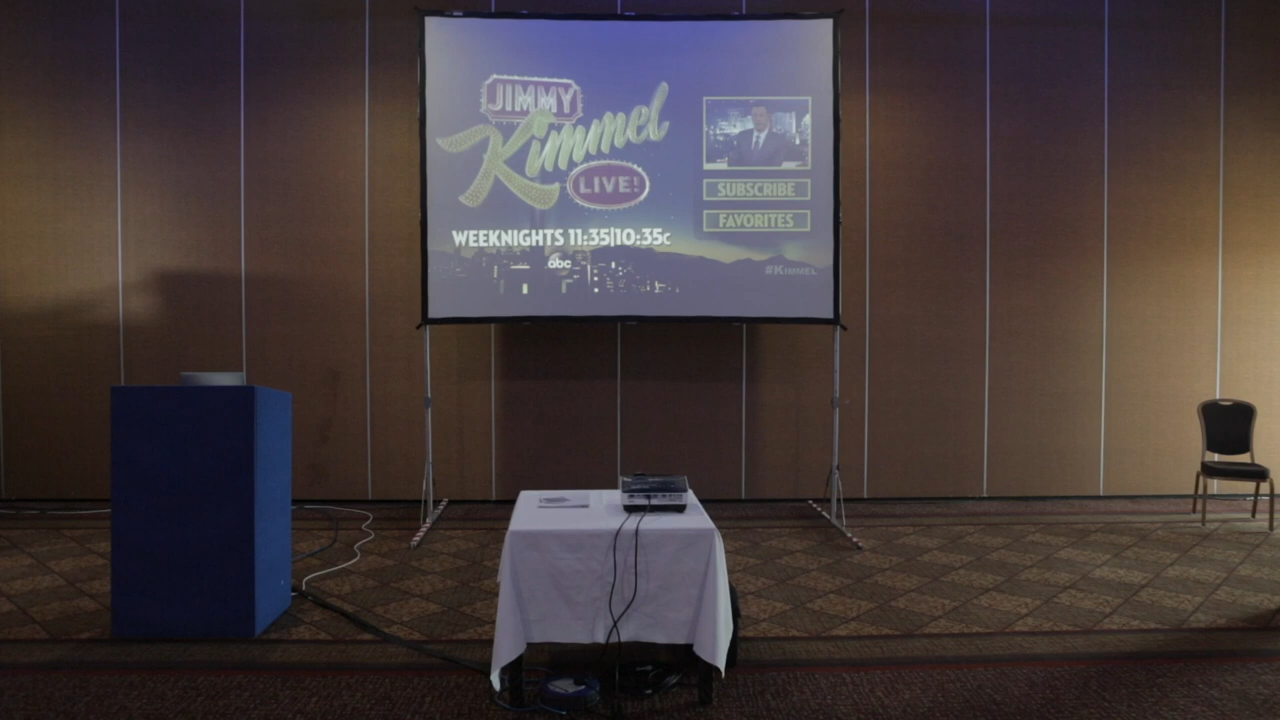 JIMMY
Kimmel
LIVE!
WEEKNIGHTS 11:35|10:35c
abc
SUBSCRIBE
FAVORITES
#KIMMEL